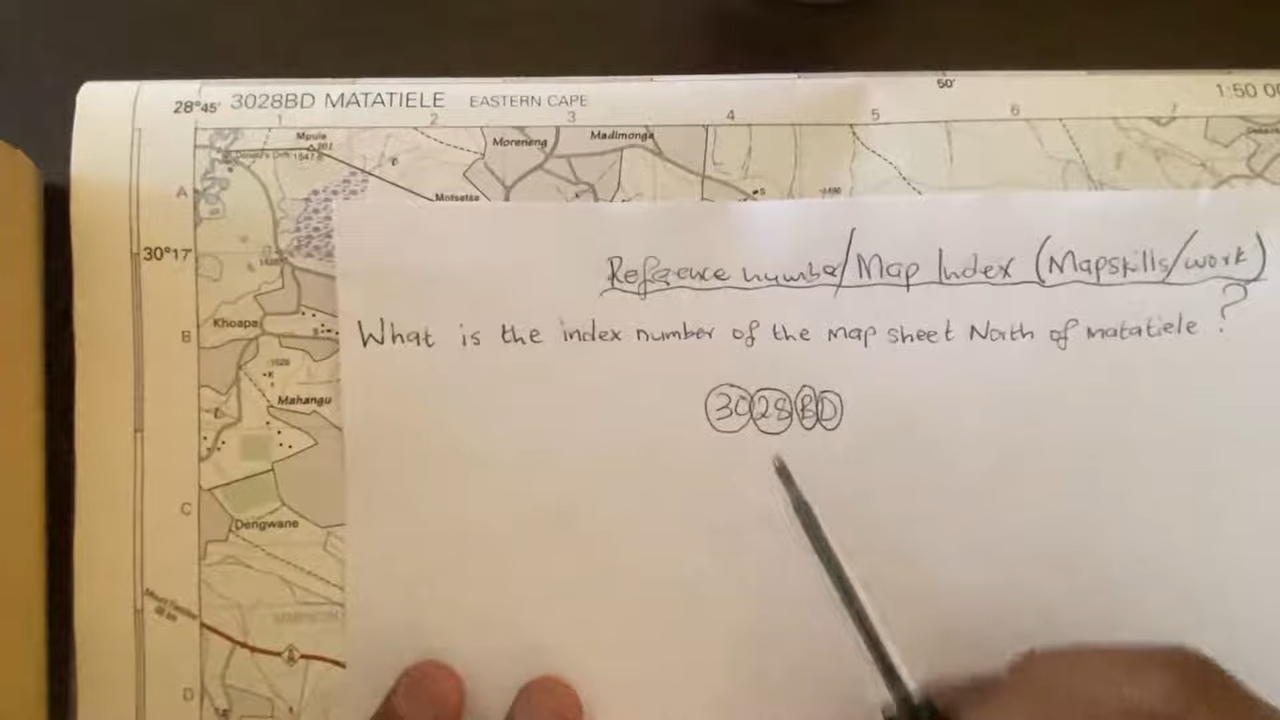 50'
28°45' 3028BD MATATIELE EASTERN CAPE
1:50 00
1 2 3 4 5 6 7
Mpule
Moreneng
Madimonga
A
Motsetse
30°17'
Reference number/Map Index (Mapskills/work)
Khoapa
B
What is the index number of the map sheet North of matatiele?
Mahangu
3028BD
C
Dengwane
D